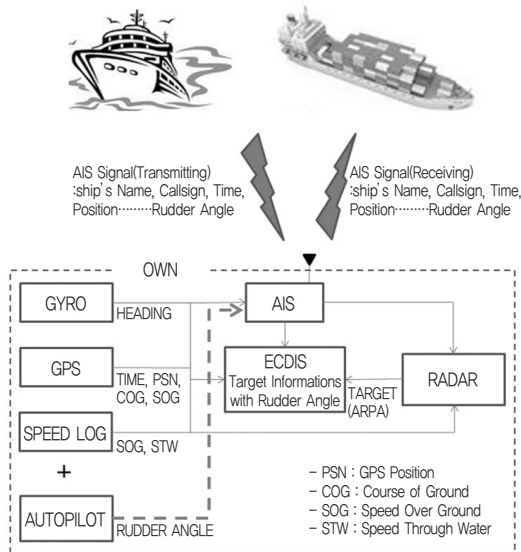 AIS Signal(Transmitting)
:ship's Name, Callsign, Time,
Position………Rudder Angle
AIS Signal(Receiving)
:ship's Name, Callsign, Time,
Position………Rudder Angle
OWN
GYRO
HEADING
AIS
GPS
TIME, PSN,
COG, SOG
ECDIS
Target Informations
with Rudder Angle
TARGET
(ARPA)
RADAR
SPEED LOG
SOG, STW
+
AUTOPILOT
RUDDER ANGLE
- PSN : GPS Position
- COG : Course of Ground
- SOG : Speed Over Ground
- STW : Speed Through Water